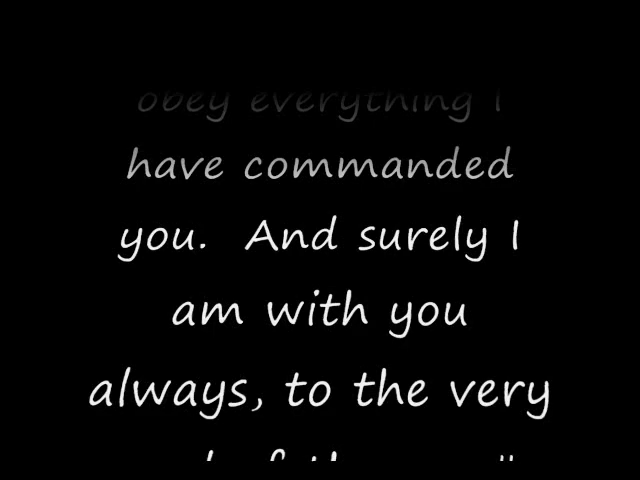 obey everything I
have commanded
you. And surely I
am with you
always, to the very